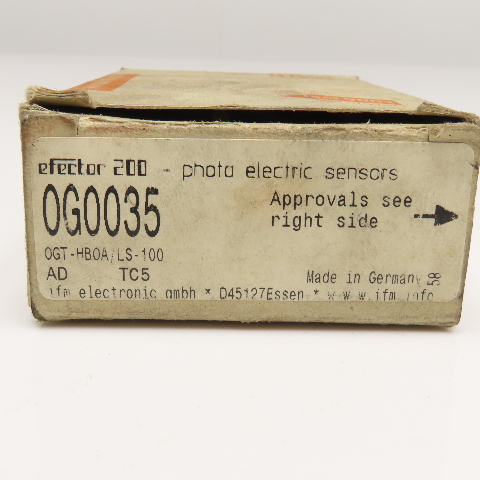 efector 200 - photo electric sensors
OG0035
Approvals see
right side
OGT-HBOA/LS-100
AD TC5
Made in Germany 58
ifm electronic gmbh * D45127Essen * www.ifm.info